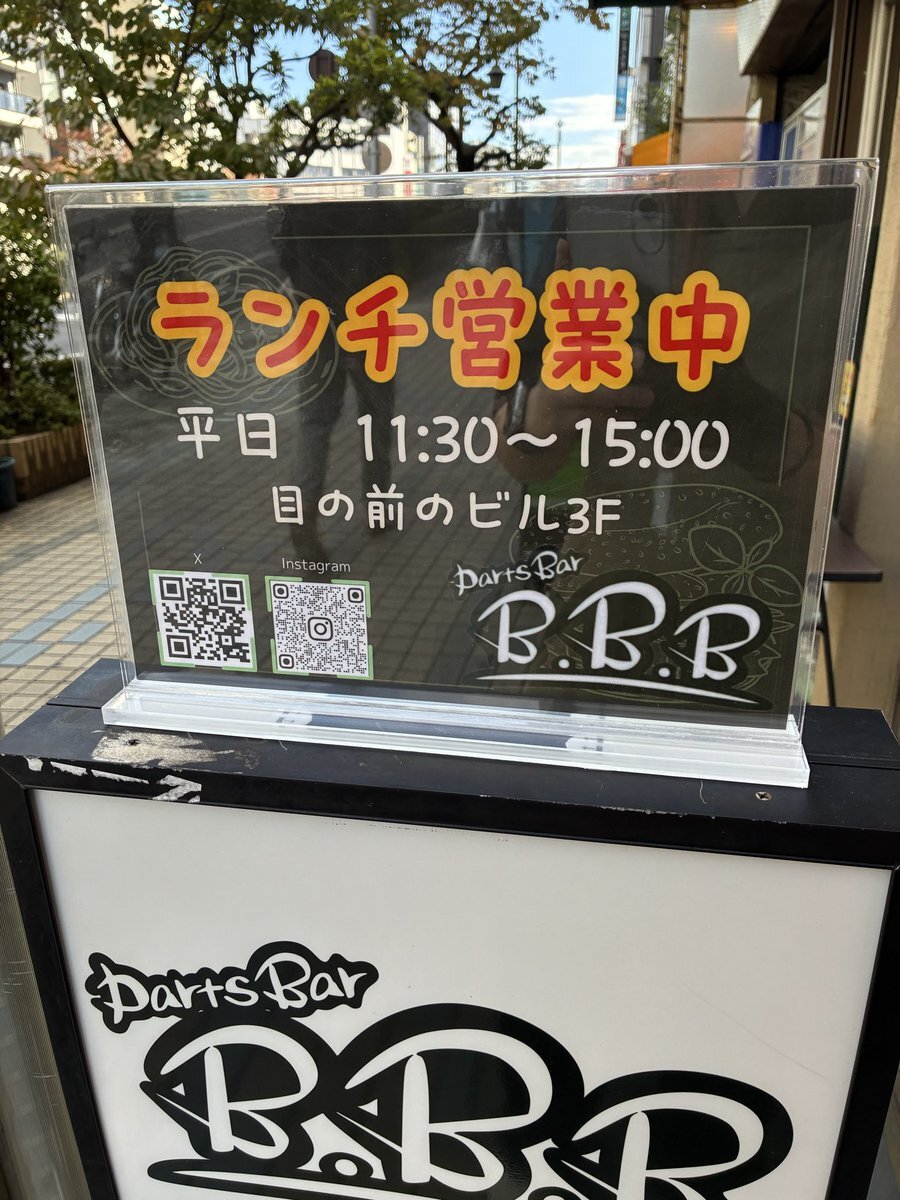 ランチ営業中
平日 11:30～15:00
目の前のビル3F
X Instagram
Darts Bar
B.B.B
Darts Bar
B.B.B